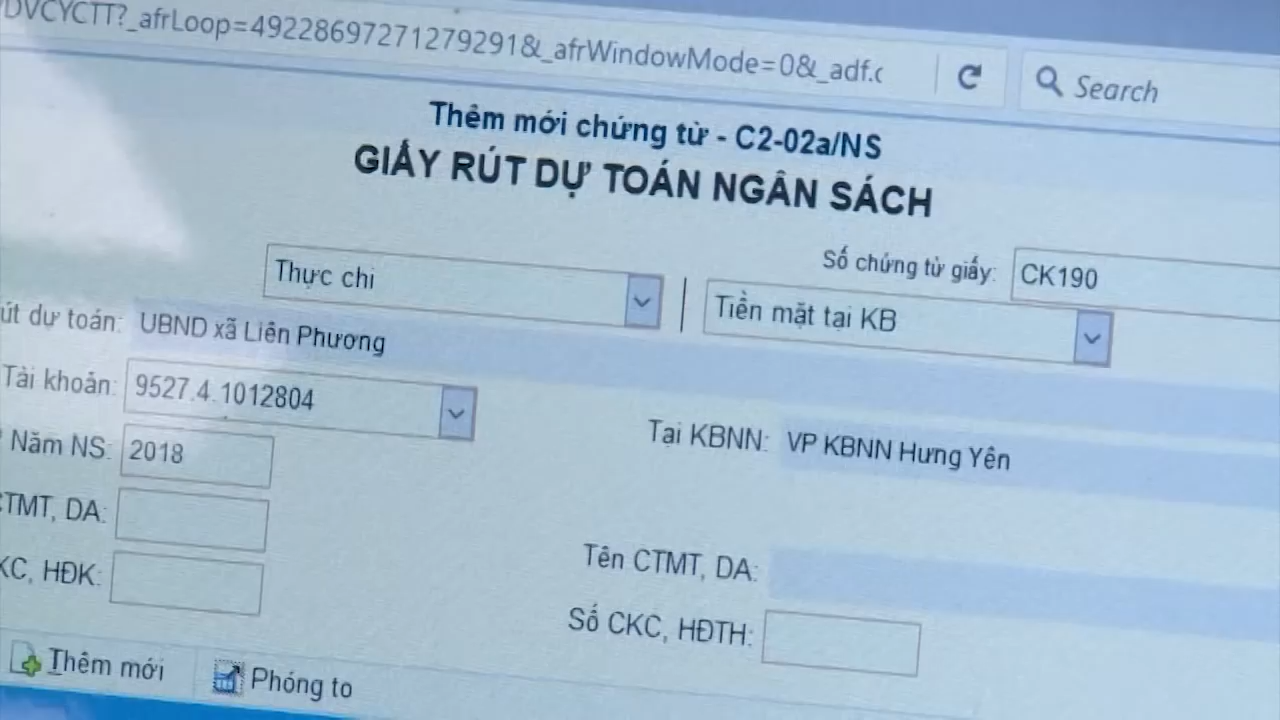 DVCYCTT?_afrLoop=49228697271279291&_afrWindowMode=0&_adf.c
Search
Thêm mới chứng từ - C2-02a/NS
GIẤY RÚT DỰ TOÁN NGÂN SÁCH
Số chứng từ giấy: CK190
Thực chi
Tiền mặt tại KB
út dự toán: UBND xã Liên Phương
Tài khoản: 9527.4.1012804
Tại KBNN: VP KBNN Hưng Yên
Năm NS: 2018
CTMT, DA:
Tên CTMT, DA:
KC, HĐK:
Số CKC, HĐTH:
Thêm mới
Phóng to